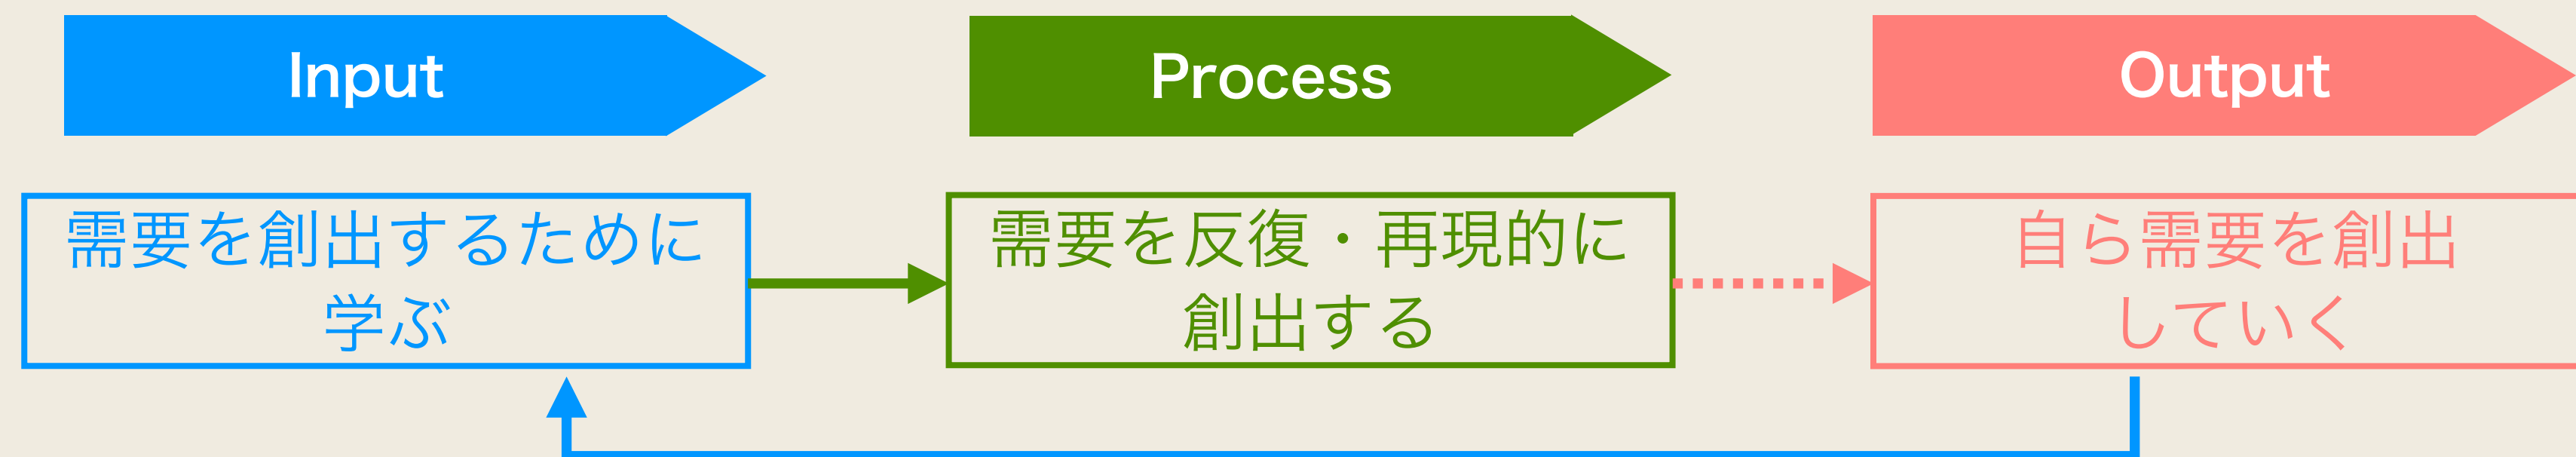 Input
Process
Output
需要を創出するために
学ぶ
需要を反復・再現的に
創出する
自ら需要を創出
していく